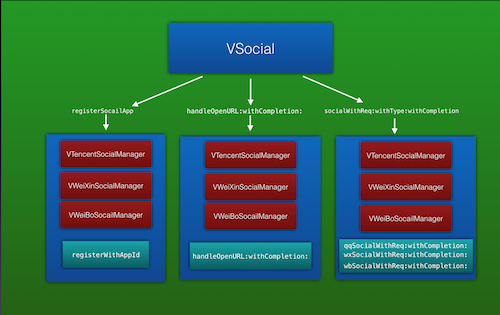 VSocial
registerSocailApp
handleOpenURL:withCompletion:
socialWithReq:withType:withCompletion
VTencentSocialManager
VWeiXinSocialManager
VWeiBoSocailManager
registerWithAppId
VTencentSocialManager
VWeiXinSocialManager
VWeiBoSocailManager
handleOpenURL:withCompletion:
VTencentSocialManager
VWeiXinSocialManager
VWeiBoSocailManager
qqSocialWithReq:withCompletion:
wxSocialWithReq:withCompletion:
wbSocialWithReq:withCompletion: